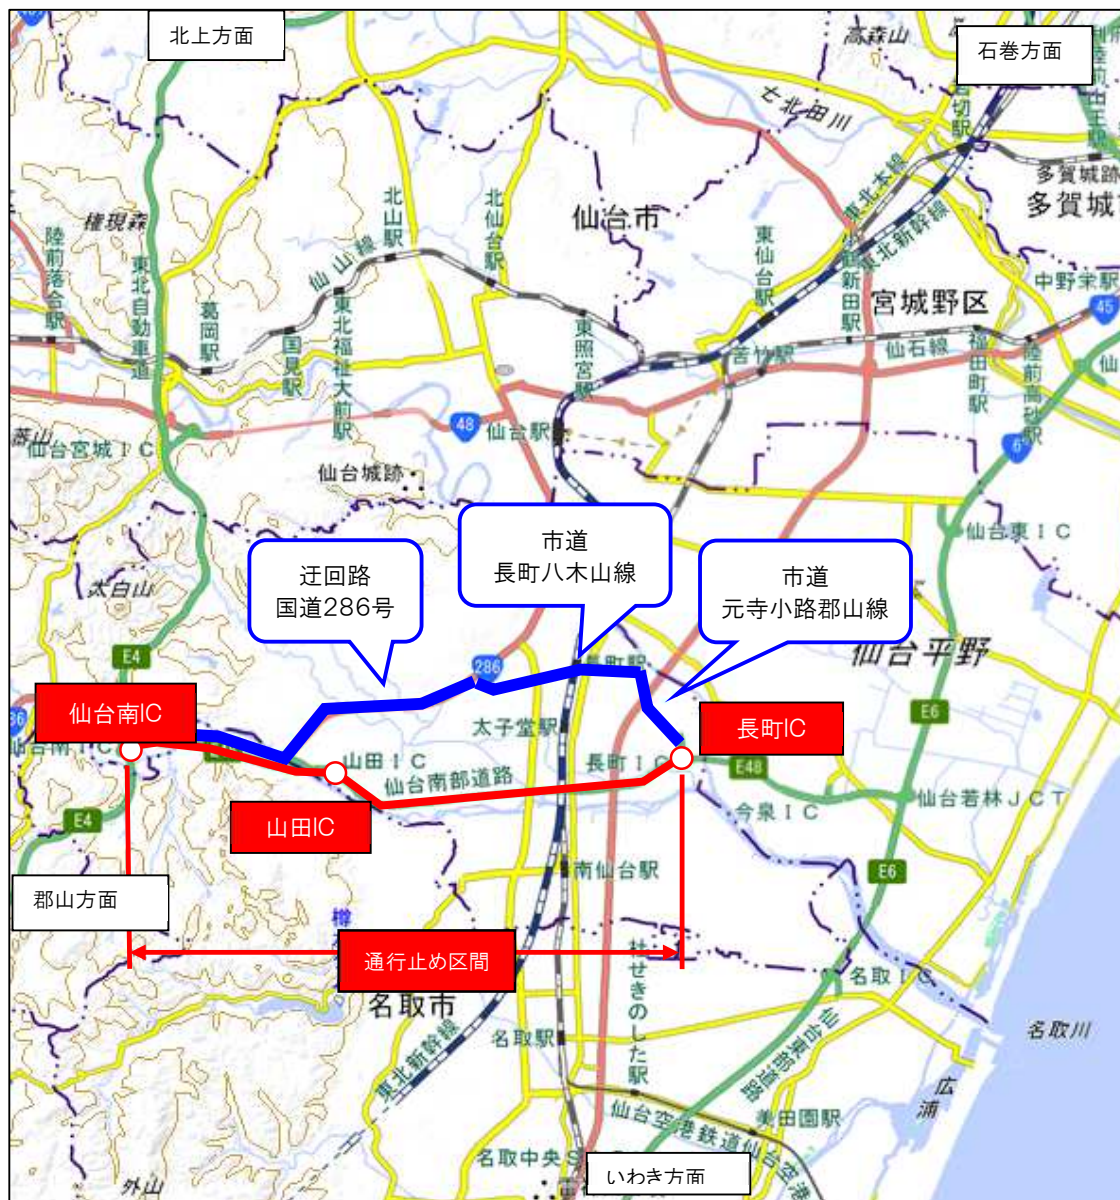 北上方面
石巻方面
高森山
七北田川
多賀城跡
多賀城
中野栄駅
45
仙台市
宮城野区
権現森
陸前落合駅
東北自動車道
葛岡駅
仙山線
国見駅
東北福祉大前駅
北山駅
北仙台駅
東照宮駅
東仙台駅
東北本線
東北新幹線
苦竹駅
仙石線
福田町駅
陸前高砂駅
6
48
仙台駅
仙台宮城IC
仙台城跡
仙台東IC
太白山
E4
迂回路
国道286号
市道
長町八木山線
市道
元寺小路郡山線
仙台平野
286
長町駅
E6
仙台南IC
仙台南IC
太子堂駅
長町IC
長町IC
山田IC
山田IC
仙台南部道路
E48
今泉IC
仙台若林JCT
E4
E6
郡山方面
南仙台駅
通行止め区間
名取市
杜せきのした駅
名取IC
名取川
仙台東部道路
広浦
東北新幹線
名取駅
美田園駅
仙台空港鉄道仙台空
名取中央S
いわき方面
外山